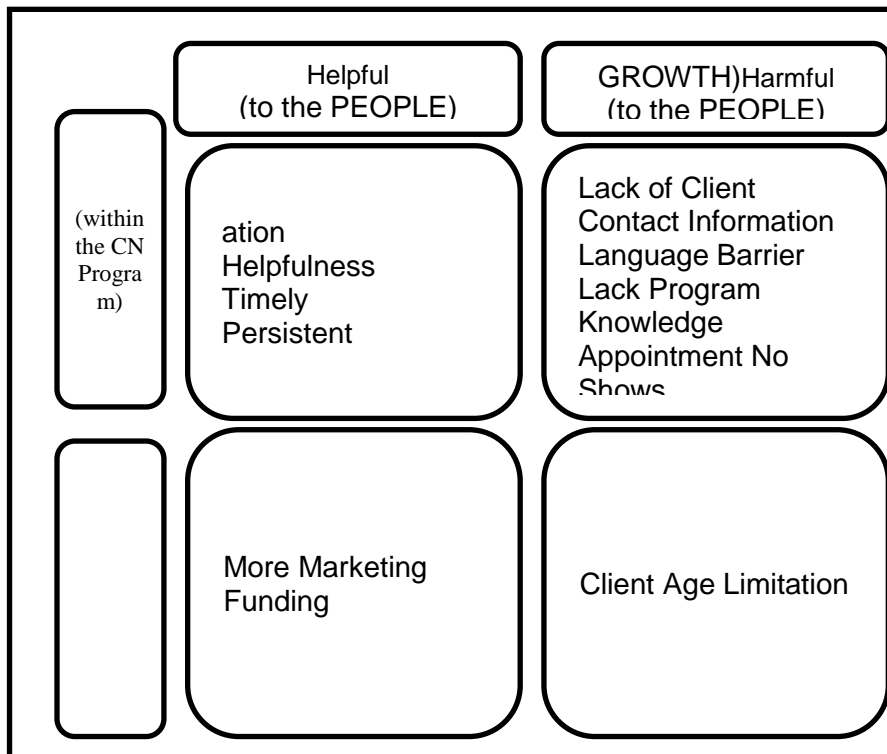 Helpful
(to the PEOPLE)
GROWTH)Harmful
(to the PEOPLE)
(within
the CN
Progra
m)
ation
Helpfulness
Timely
Persistent
Lack of Client
Contact Information
Language Barrier
Lack Program
Knowledge
Appointment No
Shows
More Marketing
Funding
Client Age Limitation